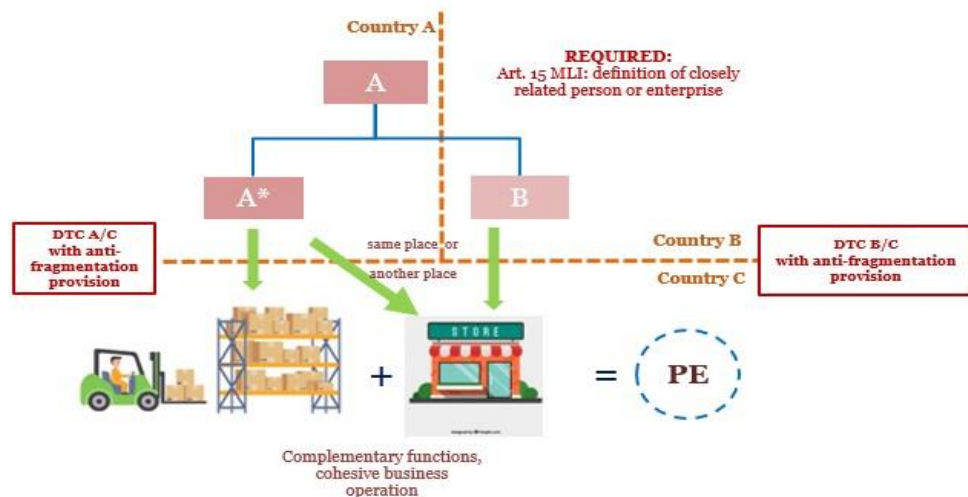 Country A
REQUIRED:
Art. 15 MLI: definition of closely
related person or enterprise
A
A*
B
DTC A/C
with anti-
fragmentation
provision
same place or
another place
Country B
Country C
DTC B/C
with anti-fragmentation
provision
STORE
+
=
PE
Complementary functions,
cohesive business
operation